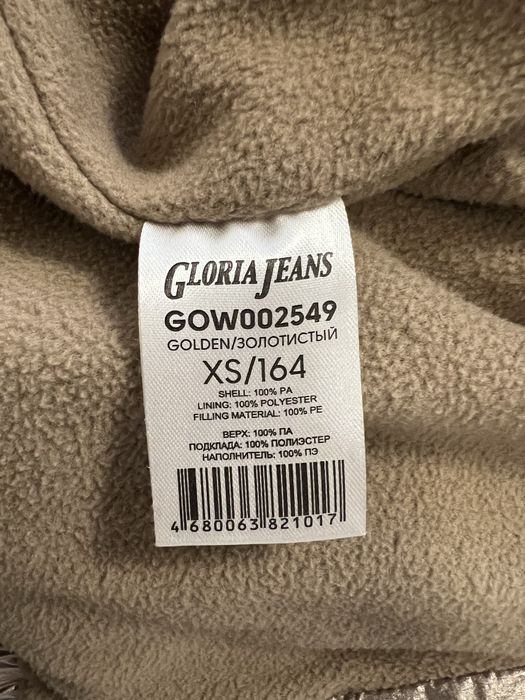 GLORIA JEANS
GOW002549
GOLDEN/ЗОЛОТИСТЫЙ
XS/164
SHELL: 100% PA
LINING: 100% POLYESTER
FILLING MATERIAL: 100% PE
ВЕРХ: 100% ПА
ПОДКЛАДА: 100% ПОЛИЭСТЕР
НАПОЛНИТЕЛЬ: 100% ПЭ
4 680063 821017